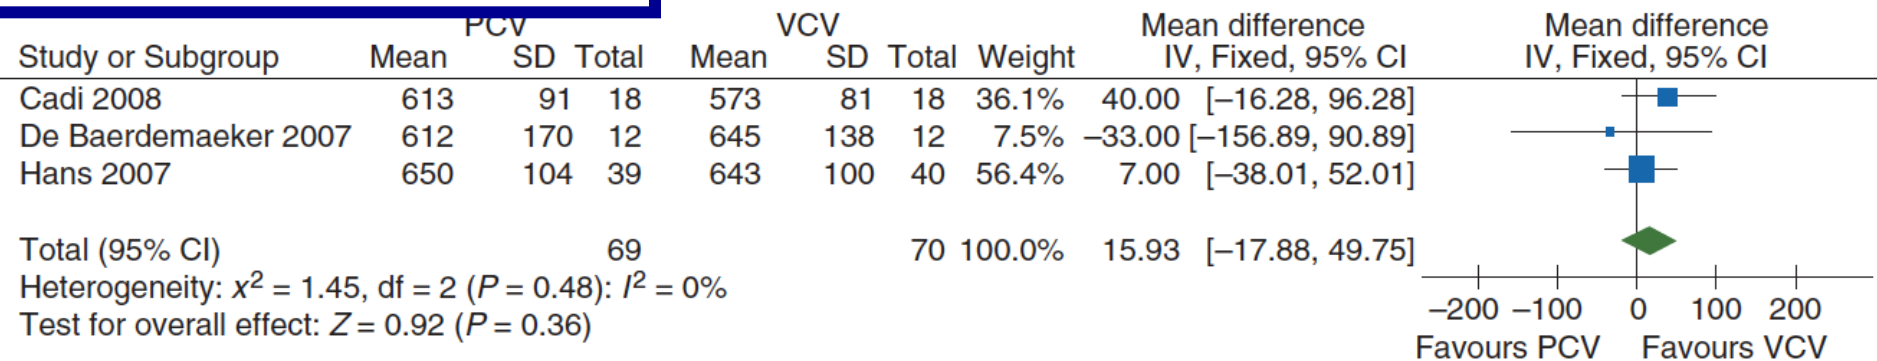 PCV VCV Mean difference Mean difference
Study or Subgroup Mean SD Total Mean SD Total Weight IV, Fixed, 95% CI IV, Fixed, 95% CI
Cadi 2008 613 91 18 573 81 18 36.1% 40.00 [–16.28, 96.28]
De Baerdemaeker 2007 612 170 12 645 138 12 7.5% –33.00 [–156.89, 90.89]
Hans 2007 650 104 39 643 100 40 56.4% 7.00 [–38.01, 52.01]
Total (95% CI) 69 70 100.0% 15.93 [–17.88, 49.75]
Heterogeneity: x² = 1.45, df = 2 (P = 0.48): I² = 0%
Test for overall effect: Z = 0.92 (P = 0.36)
–200 –100 0 100 200
Favours PCV Favours VCV